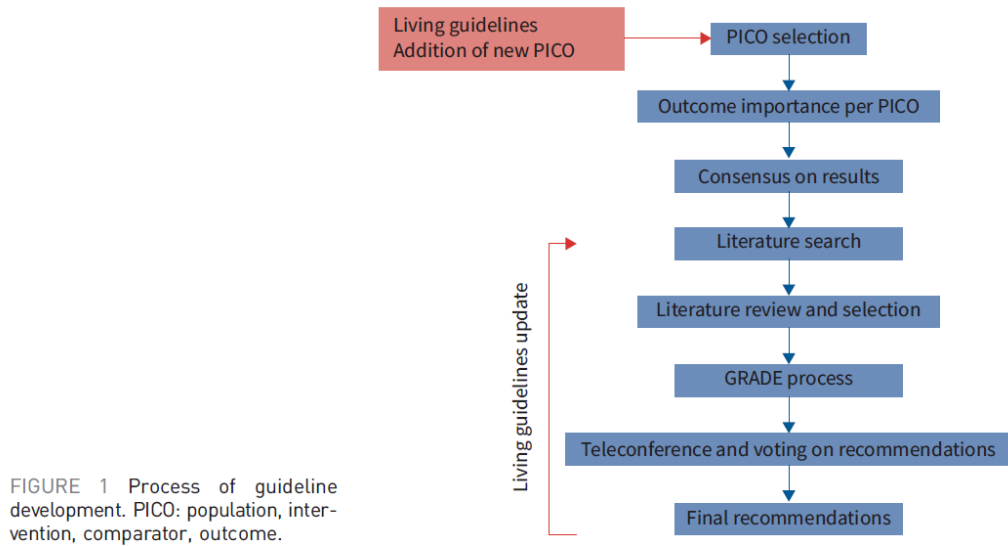 Living guidelines
Addition of new PICO
PICO selection
Outcome importance per PICO
Consensus on results
Literature search
Literature review and selection
GRADE process
Teleconference and voting on recommendations
Final recommendations
Living guidelines update
FIGURE 1 Process of guideline
development. PICO: population, inter-
vention, comparator, outcome.